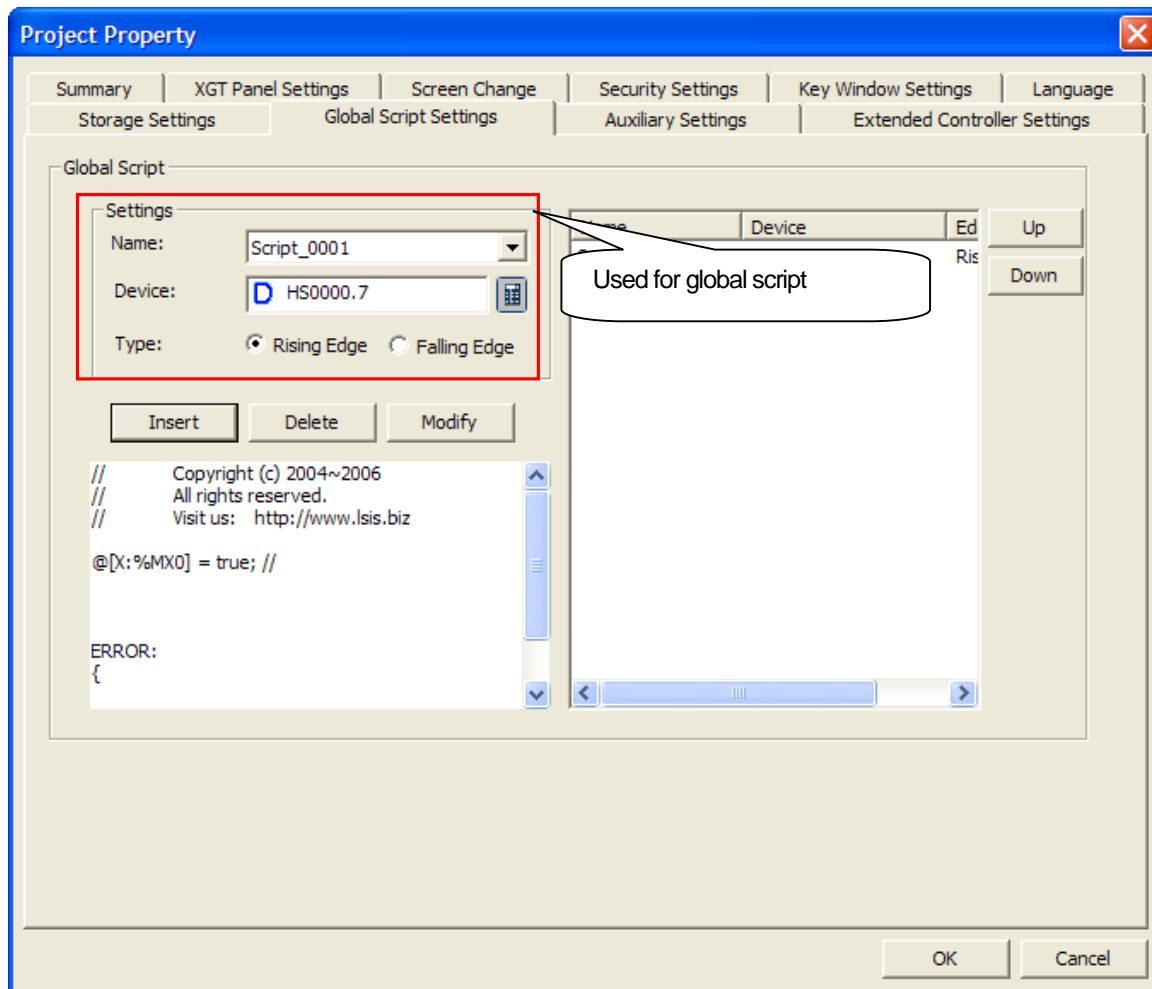 Project Property
Summary XGT Panel Settings Screen Change Security Settings Key Window Settings Language
Storage Settings Global Script Settings Auxiliary Settings Extended Controller Settings
Global Script
Settings
Name: Script_0001
Device: D HS0000.7
Type: Rising Edge Falling Edge
Insert Delete Modify
// Copyright (c) 2004~2006
// All rights reserved.
// Visit us: http://www.lsis.biz
@[X:%MX0] = true; //
ERROR:
{
Device Ed
Ris
Used for global script
Up
Down
OK Cancel